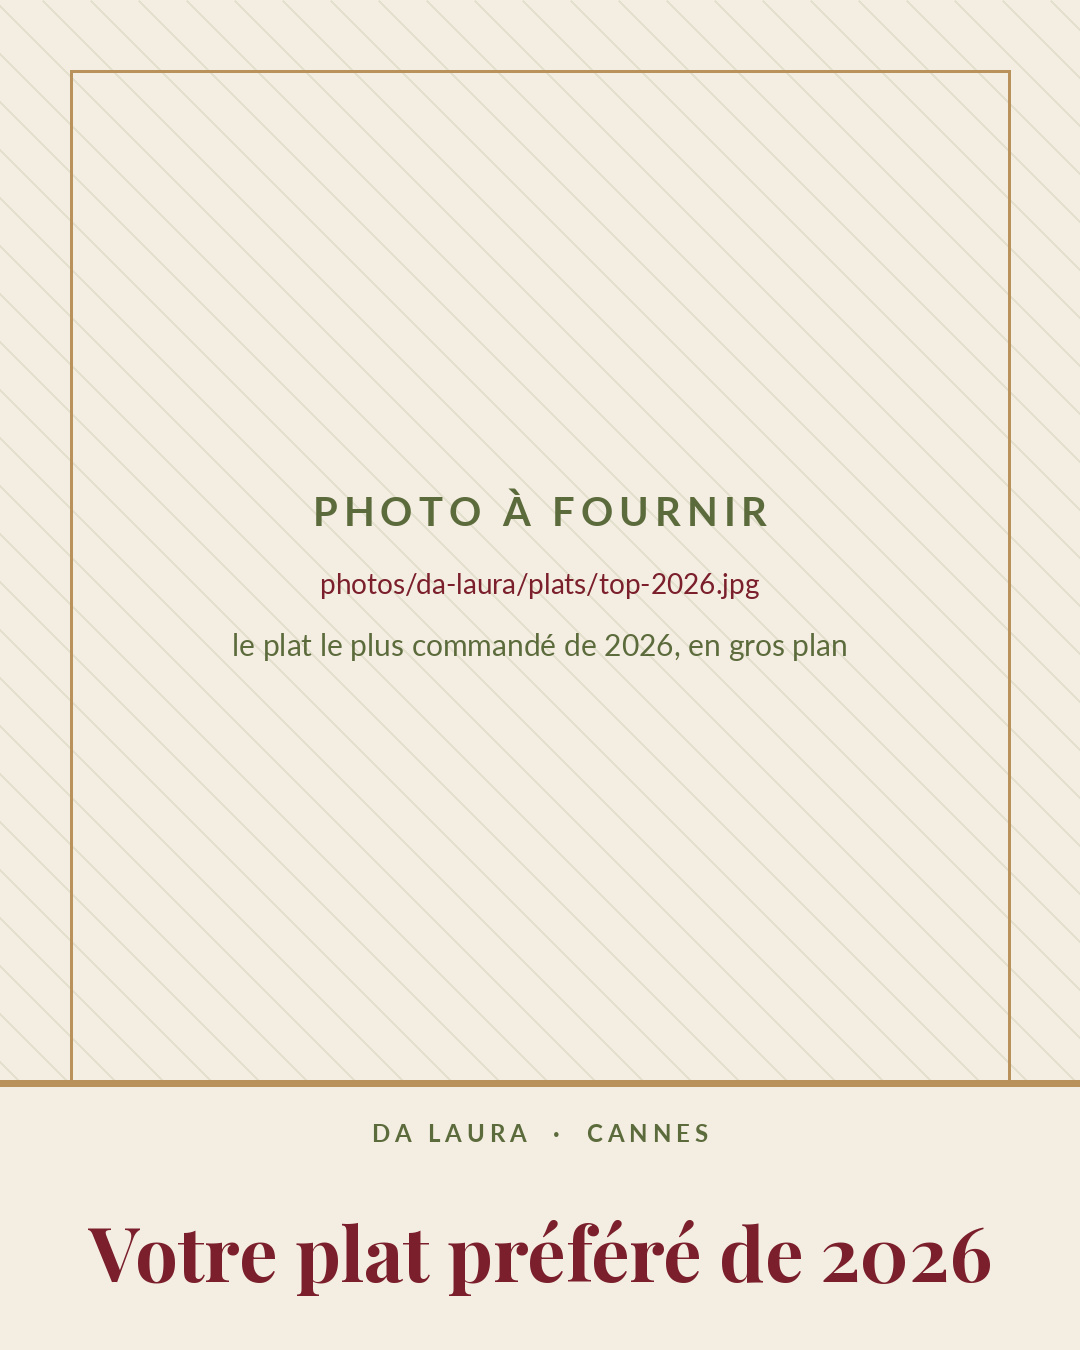 PHOTO À FOURNIR
photos/da-laura/plats/top-2026.jpg
le plat le plus commandé de 2026, en gros plan
DA LAURA · CANNES
Votre plat préféré de 2026